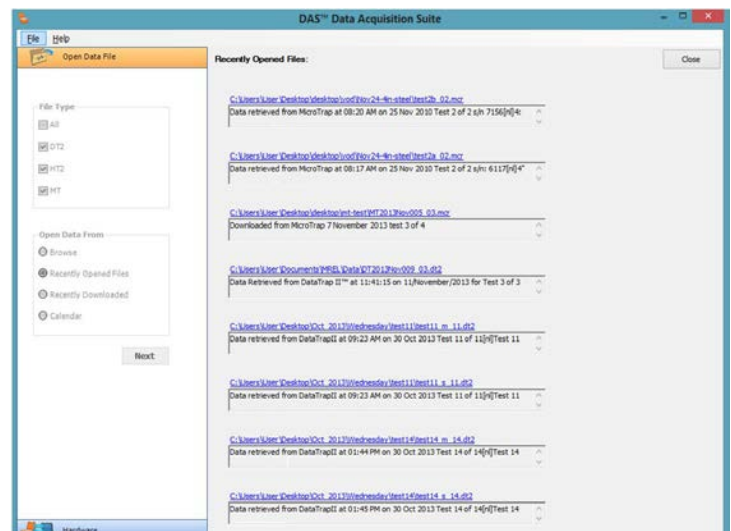 DAS™ Data Acquisition Suite
File Help
Open Data File
File Type
All
DT2
HT2
MT
Open Data From
Browse
Recently Opened Files
Recently Downloaded
Calendar
Next
Hardware
Recently Opened Files:
Close
C:\Users\User\Desktop\desktop\vod\Nov24-4in-steel\test2b_02.mcr
Data retrieved from MicroTrap at 08:20 AM on 25 Nov 2010 Test 2 of 2 s/n 7156[nl]4:
C:\Users\User\Desktop\desktop\vod\Nov24-4in-steel\test2a_02.mcr
Data retrieved from MicroTrap at 08:17 AM on 25 Nov 2010 Test 2 of 2 s/n: 6117[nl]4"
C:\Users\User\Desktop\desktop\mt-test\MT2013Nov005_03.mcr
Downloaded from MicroTrap 7 November 2013 test 3 of 4
C:\Users\User\Documents\MREL\Data\DT2013Nov009_03.dt2
Data Retrieved from DataTrap II™ at 11:41:15 on 11/November/2013 for Test 3 of 3
C:\Users\User\Desktop\Oct_2013\Wednesday\test11\test11_m_11.dt2
Data retrieved from DataTrapII at 09:23 AM on 30 Oct 2013 Test 11 of 11[nl]Test 11
C:\Users\User\Desktop\Oct_2013\Wednesday\test11\test11_s_11.dt2
Data retrieved from DataTrapII at 09:23 AM on 30 Oct 2013 Test 11 of 11[nl]Test 11
C:\Users\User\Desktop\Oct_2013\Wednesday\test14\test14_m_14.dt2
Data retrieved from DataTrapII at 01:44 PM on 30 Oct 2013 Test 14 of 14[nl]Test 14
C:\Users\User\Desktop\Oct_2013\Wednesday\test14\test14_s_14.dt2
Data retrieved from DataTrapII at 01:45 PM on 30 Oct 2013 Test 14 of 14[nl]Test 14